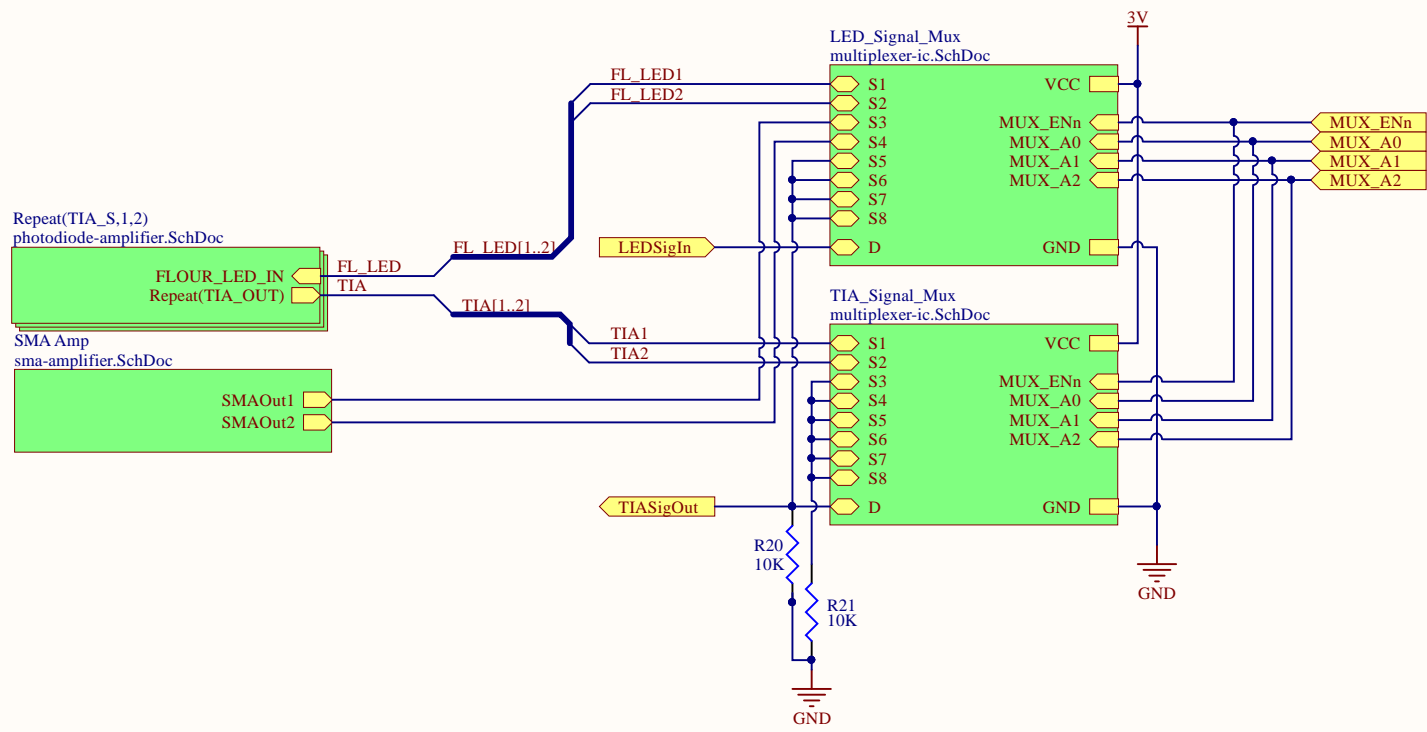 3V
LED_Signal_Mux
multiplexer-ic.SchDoc
FL_LED1
FL_LED2
S1
S2
S3
S4
S5
S6
S7
S8
D
VCC
MUX_ENn
MUX_A0
MUX_A1
MUX_A2
GND
MUX_ENn
MUX_A0
MUX_A1
MUX_A2
LEDSigIn
Repeat(TIA_S,1,2)
photodiode-amplifier.SchDoc
FLOUR_LED_IN
Repeat(TIA_OUT)
FL_LED
TIA
FL_LED[1..2]
TIA[1..2]
TIA1
TIA2
SMA Amp
sma-amplifier.SchDoc
SMAOut1
SMAOut2
TIA_Signal_Mux
multiplexer-ic.SchDoc
S1
S2
S3
S4
S5
S6
S7
S8
D
VCC
MUX_ENn
MUX_A0
MUX_A1
MUX_A2
GND
TIASigOut
R20
10K
R21
10K
GND
GND